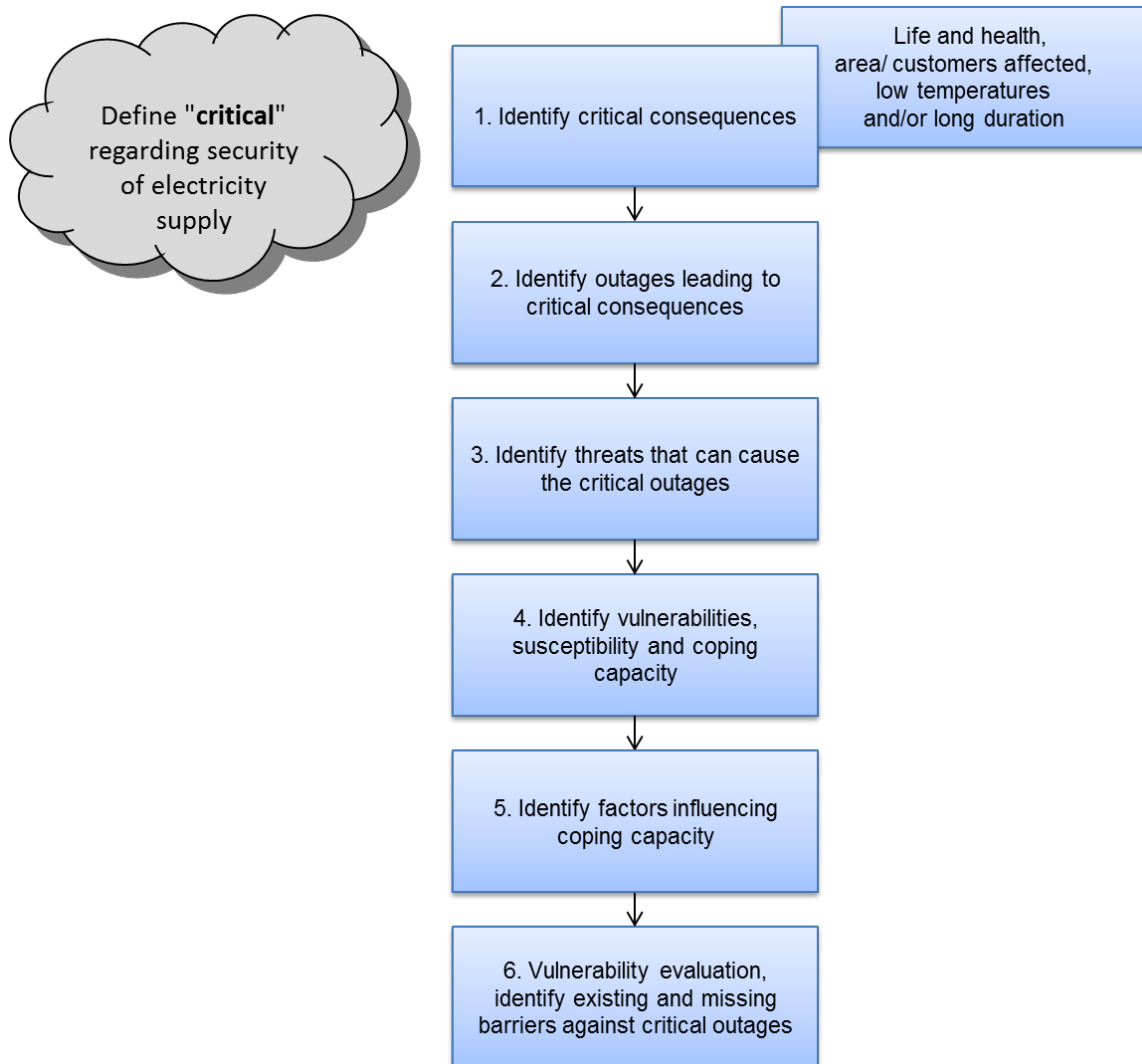 Define "critical"
regarding security
of electricity
supply
1. Identify critical consequences
Life and health,
area/ customers affected,
low temperatures
and/or long duration
2. Identify outages leading to
critical consequences
3. Identify threats that can cause
the critical outages
4. Identify vulnerabilities,
susceptibility and coping
capacity
5. Identify factors influencing
coping capacity
6. Vulnerability evaluation,
identify existing and missing
barriers against critical outages